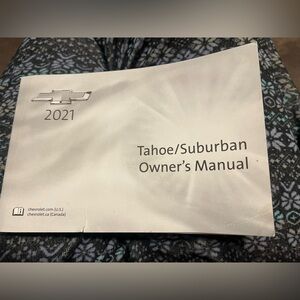 2021
Tahoe/Suburban
Owner's Manual
chevrolet.com (U.S.)
chevrolet.ca (Canada)